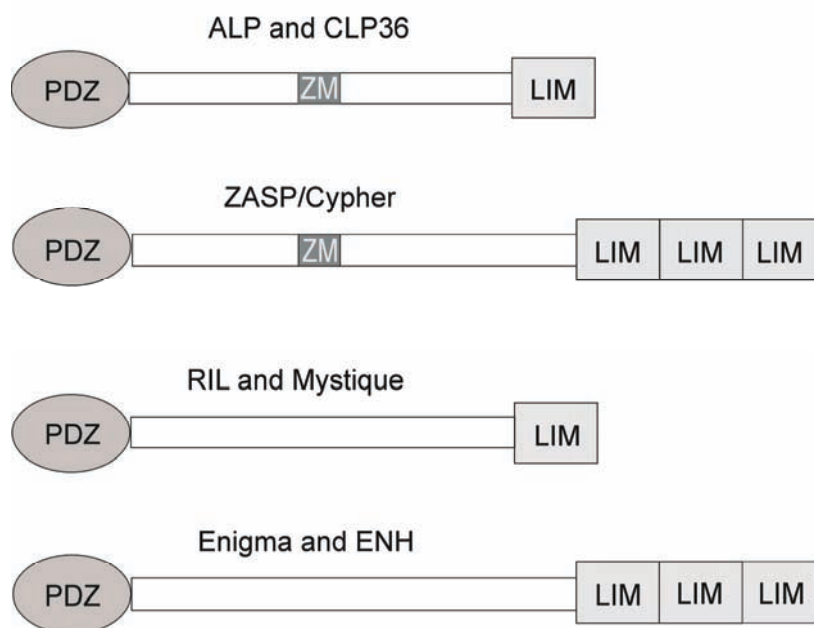 ALP and CLP36
PDZ ZM LIM
ZASP/Cypher
PDZ ZM LIM LIM LIM
RIL and Mystique
PDZ LIM
Enigma and ENH
PDZ LIM LIM LIM